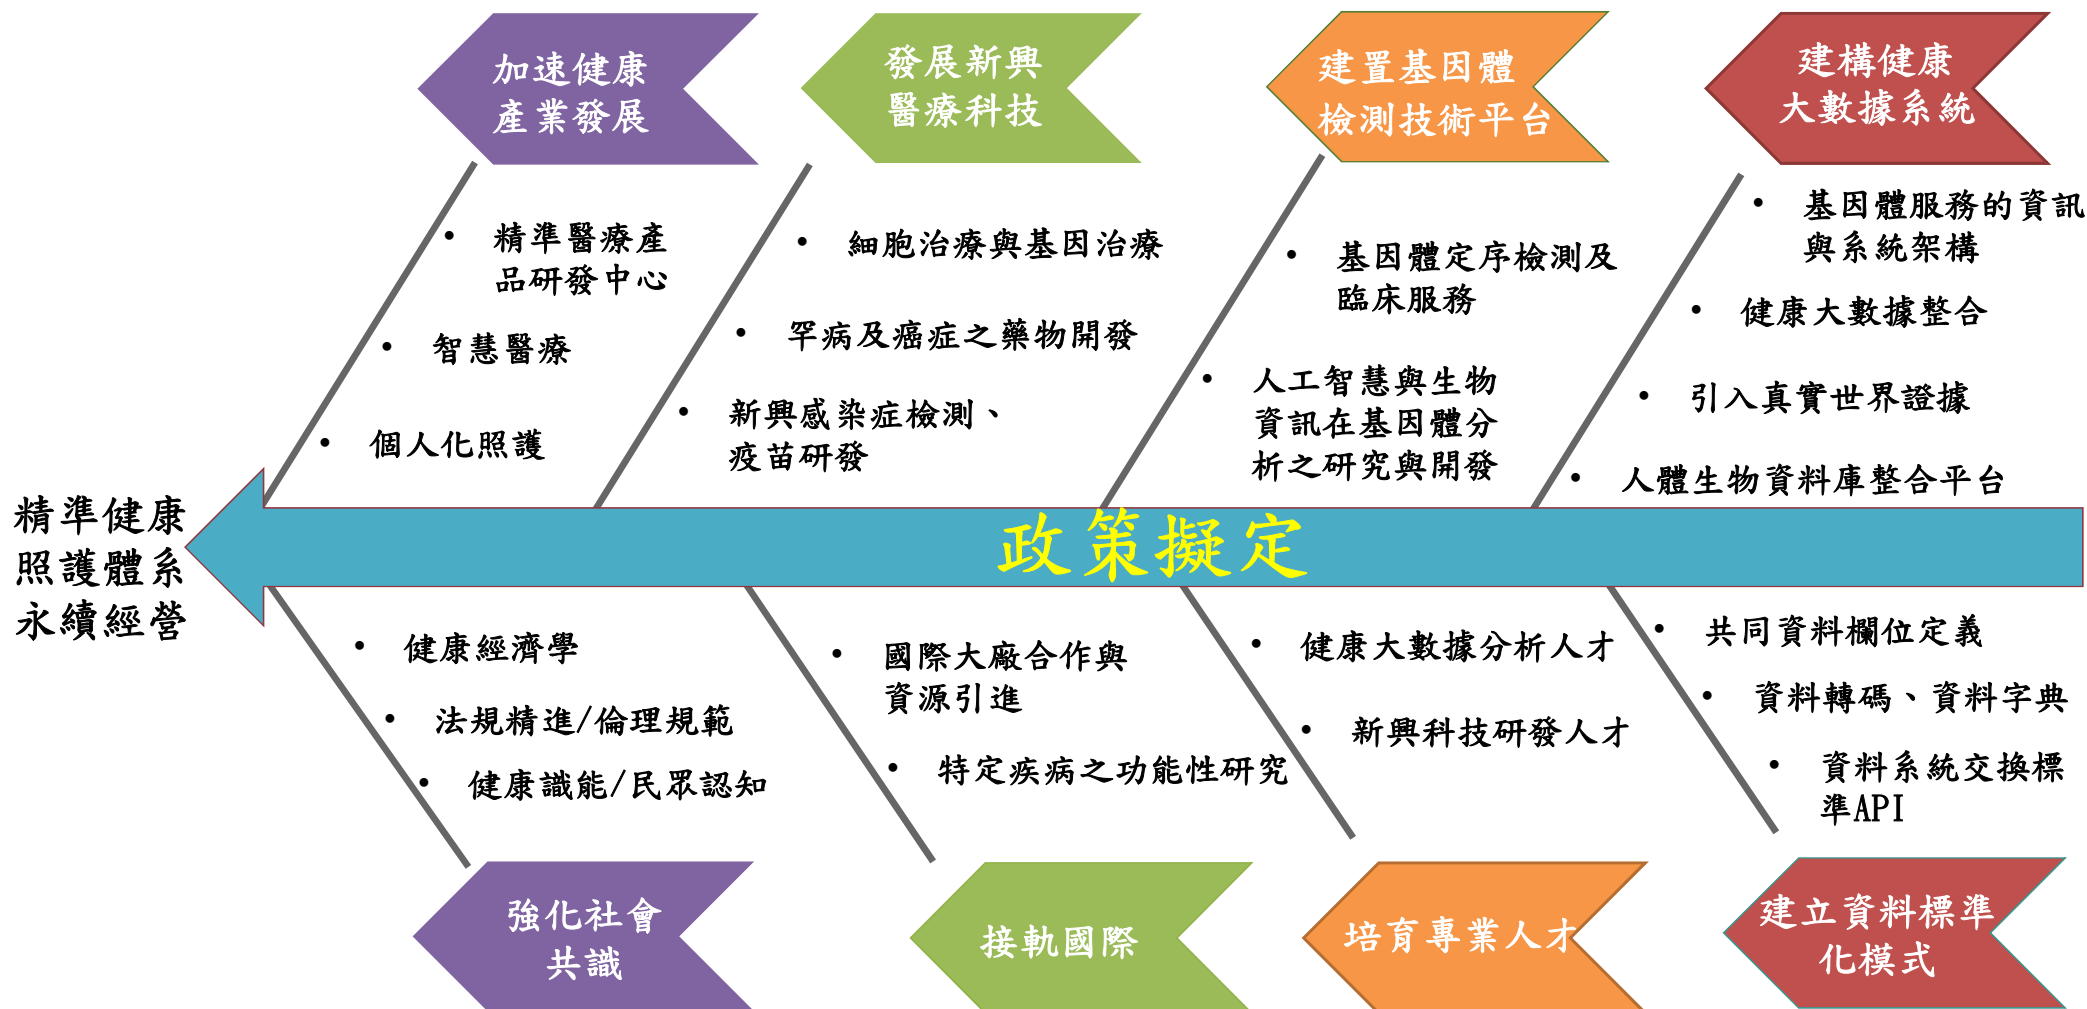 加速健康
產業發展
發展新興
醫療科技
建置基因體
檢測技術平台
建構健康
大數據系統
• 精準醫療產
品研發中心
• 智慧醫療
• 個人化照護
• 細胞治療與基因治療
• 罕病及癌症之藥物開發
• 新興感染症檢測、
疫苗研發
• 基因體定序檢測及
臨床服務
• 人工智慧與生物
資訊在基因體分
析之研究與開發
• 基因體服務的資訊
與系統架構
• 健康大數據整合
• 引入真實世界證據
• 人體生物資料庫整合平台
精準健康
照護體系
永續經營
政策擬定
• 健康經濟學
• 法規精進/倫理規範
• 健康識能/民眾認知
• 國際大廠合作與
資源引進
• 特定疾病之功能性研究
• 健康大數據分析人才
• 新興科技研發人才
• 共同資料欄位定義
• 資料轉碼、資料字典
• 資料系統交換標
準API
強化社會
共識
接軌國際
培育專業人才
建立資料標準
化模式